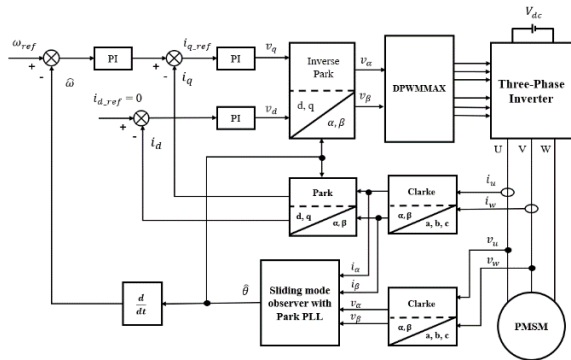 V_dc
ω_ref
+
-
ω̂
PI
+
-
i_q_ref
i_q
PI
v_q
i_d_ref = 0
+
-
i_d
PI
v_d
Inverse
Park
d, q
α, β
v_α
v_β
DPWMMAX
Three-Phase
Inverter
U
V
W
Park
d, q
α, β
Clarke
α, β
a, b, c
i_u
i_w
v_u
v_w
d
dt
θ̂
Sliding mode
observer with
Park PLL
i_α
i_β
v_α
v_β
Clarke
α, β
a, b, c
PMSM